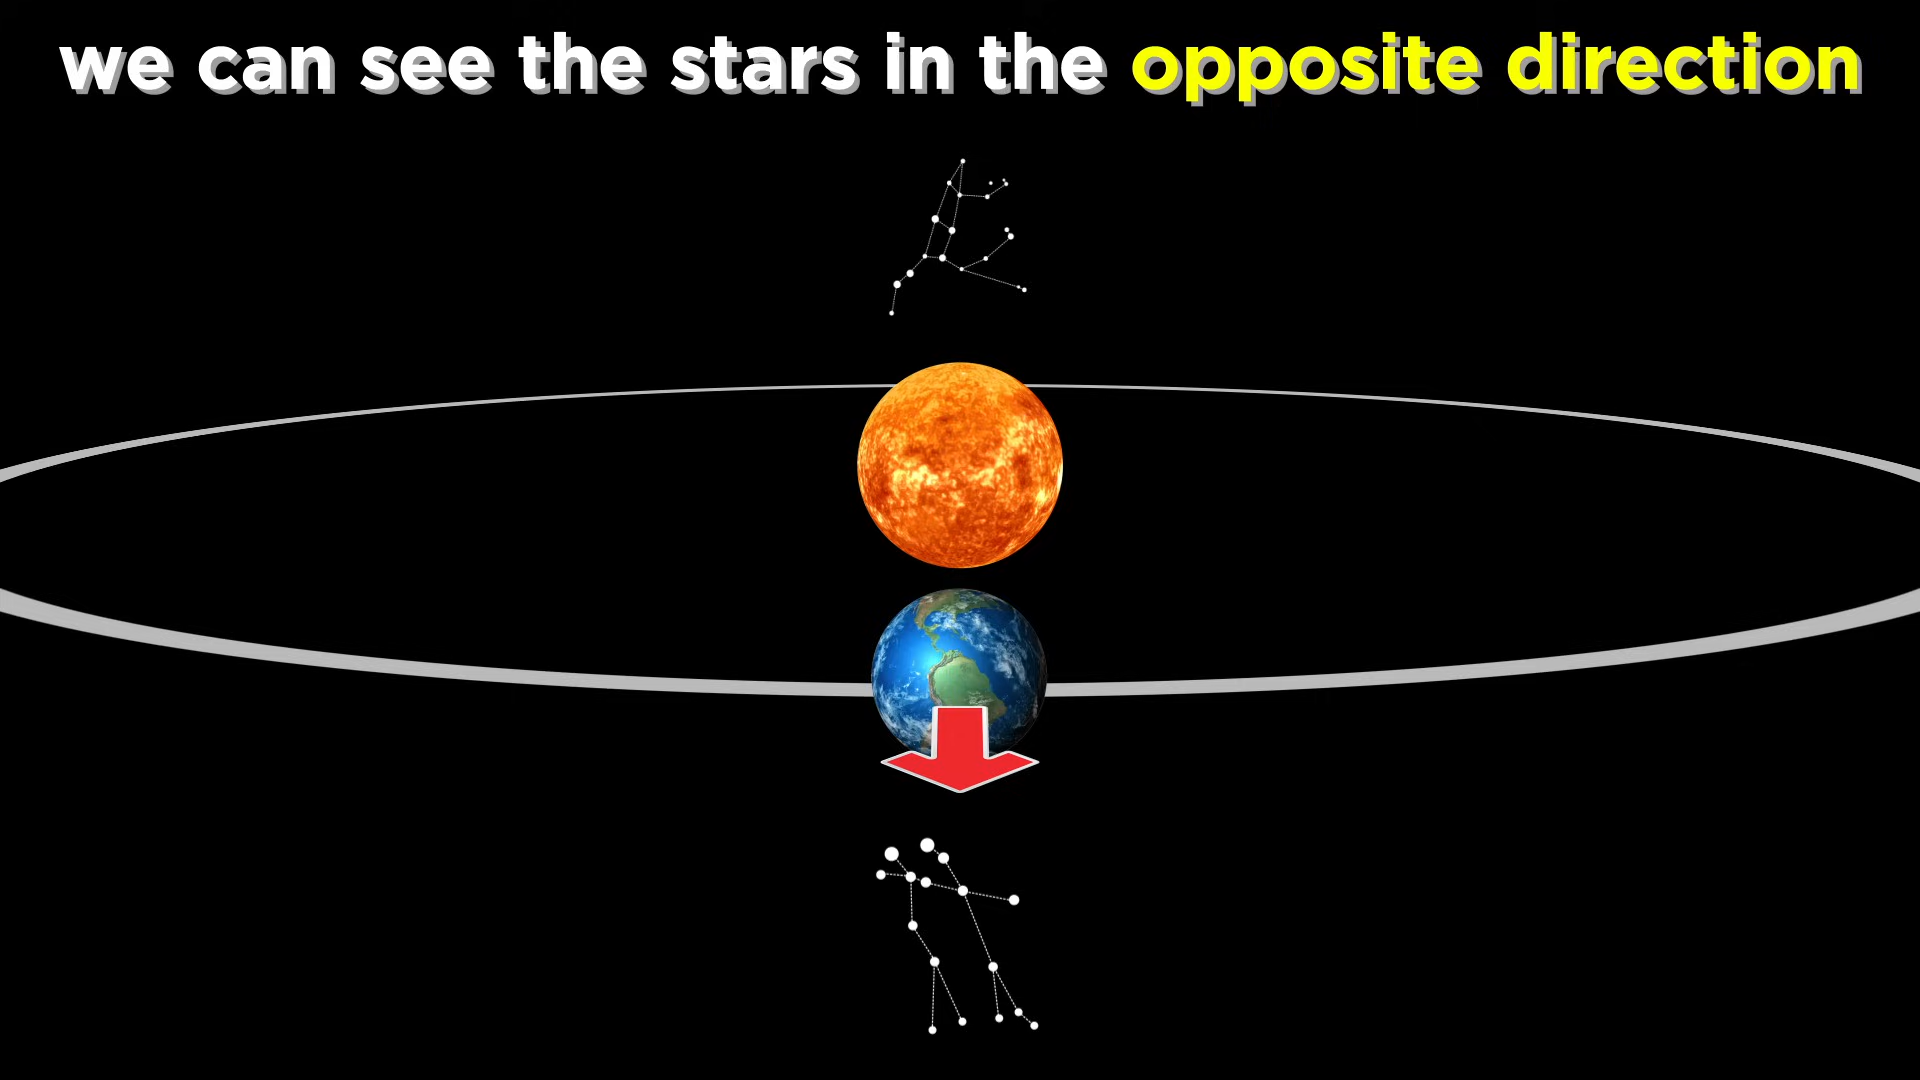 we can see the stars in the opposite direction